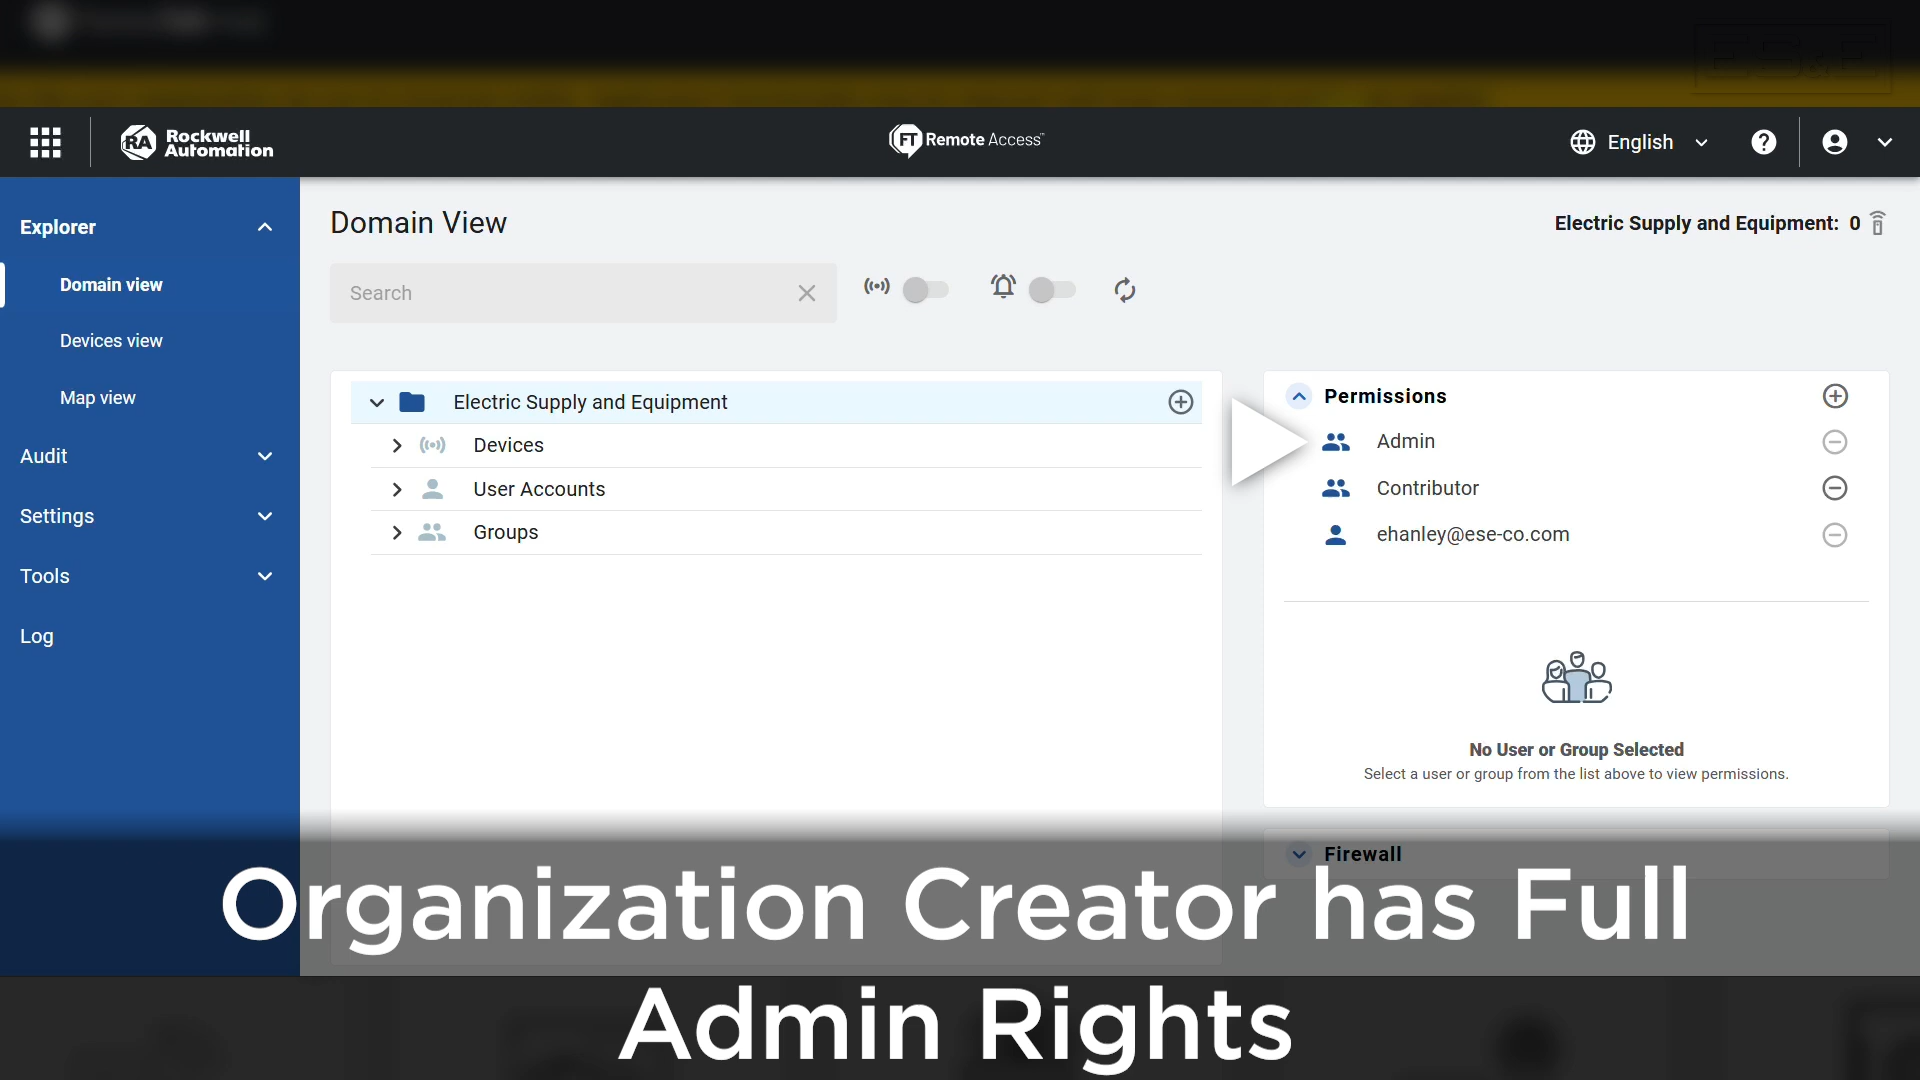 RA Rockwell Automation
FT Remote Access™
English
?
Explorer
Domain view
Devices view
Map view
Audit
Settings
Tools
Log
Domain View
Electric Supply and Equipment: 0
Search
Electric Supply and Equipment
Devices
User Accounts
Groups
Permissions
Admin
Contributor
ehanley@ese-co.com
No User or Group Selected
Select a user or group from the list above to view permissions.
Firewall
Organization Creator has Full
Admin Rights